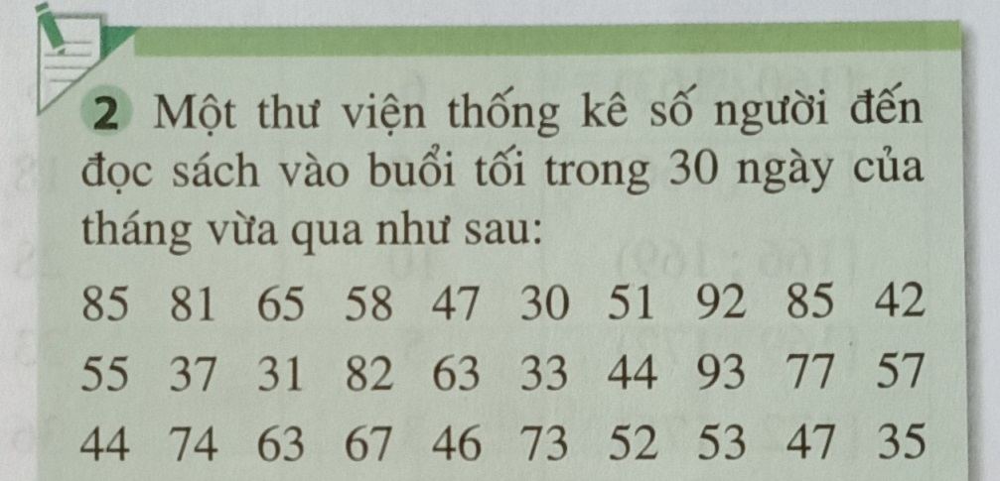 2 Một thư viện thống kê số người đến
đọc sách vào buổi tối trong 30 ngày của
tháng vừa qua như sau:
85 81 65 58 47 30 51 92 85 42
55 37 31 82 63 33 44 93 77 57
44 74 63 67 46 73 52 53 47 35